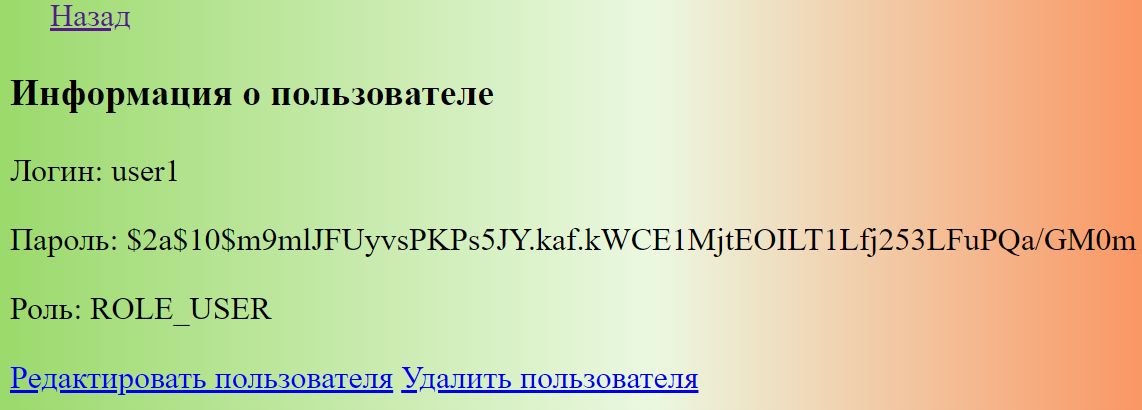 Назад
Информация о пользователе
Логин: user1
Пароль: $2a$10$m9mlJFUyvsPKPs5JY.kaf.kWCE1MjtEOILT1Lfj253LFuPQa/GM0m
Роль: ROLE_USER
Редактировать пользователя Удалить пользователя